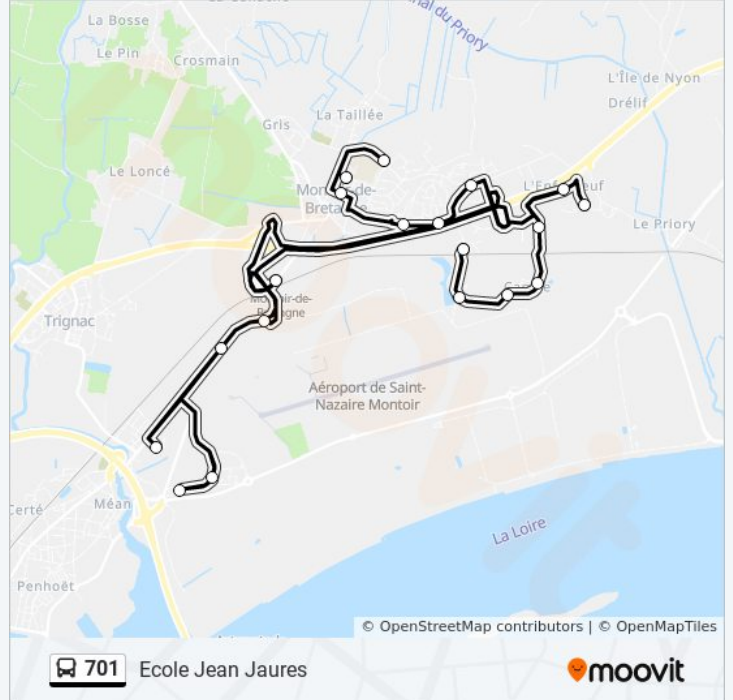 La Bosse
nal du Priory
Le Pin
Crosmain
L'Île de Nyon
Drélif
La Taillée
Gris
Le Loncé
Le Priory
Trignac
Aéroport de Saint-
Nazaire Montoir
Certé
Méan
La Loire
Penhoët
© OpenStreetMap contributors | © OpenMapTiles
701 Ecole Jean Jaures
moovit